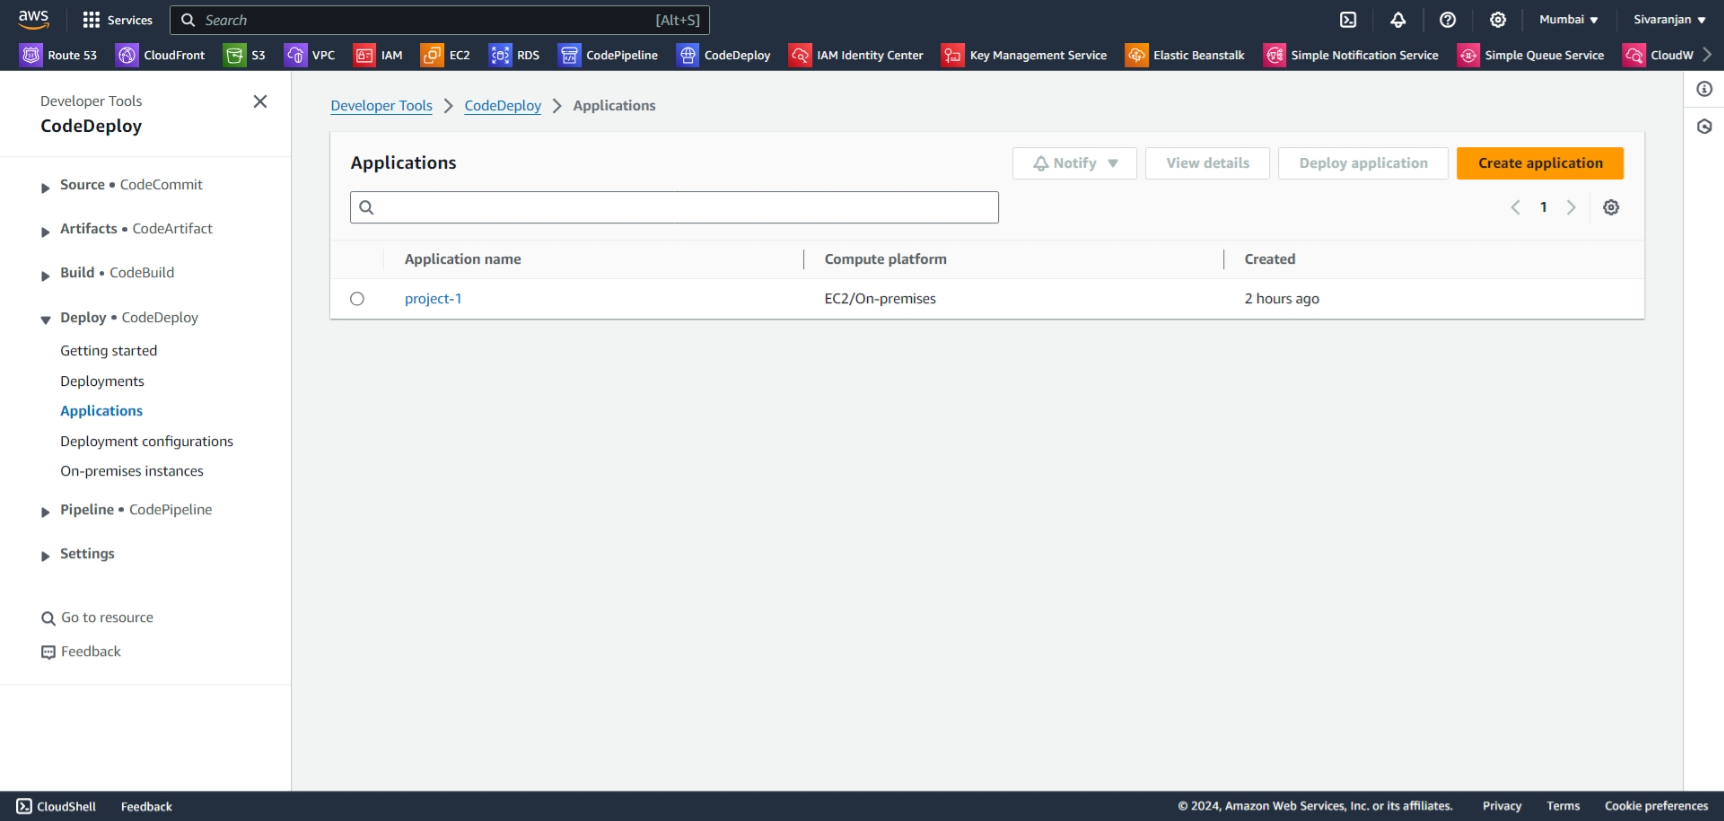 aws Services Search [Alt+S] Mumbai ▼ Sivaranjan ▼
Route 53 CloudFront S3 VPC IAM EC2 RDS CodePipeline CodeDeploy IAM Identity Center Key Management Service Elastic Beanstalk Simple Notification Service Simple Queue Service CloudW
Developer Tools
CodeDeploy
Source • CodeCommit
Artifacts • CodeArtifact
Build • CodeBuild
Deploy • CodeDeploy
Getting started
Deployments
Applications
Deployment configurations
On-premises instances
Pipeline • CodePipeline
Settings
Go to resource
Feedback
Developer Tools > CodeDeploy > Applications
Applications
Notify ▼ View details Deploy application Create application
< 1 >
Application name Compute platform Created
project-1 EC2/On-premises 2 hours ago
CloudShell Feedback © 2024, Amazon Web Services, Inc. or its affiliates. Privacy Terms Cookie preferences